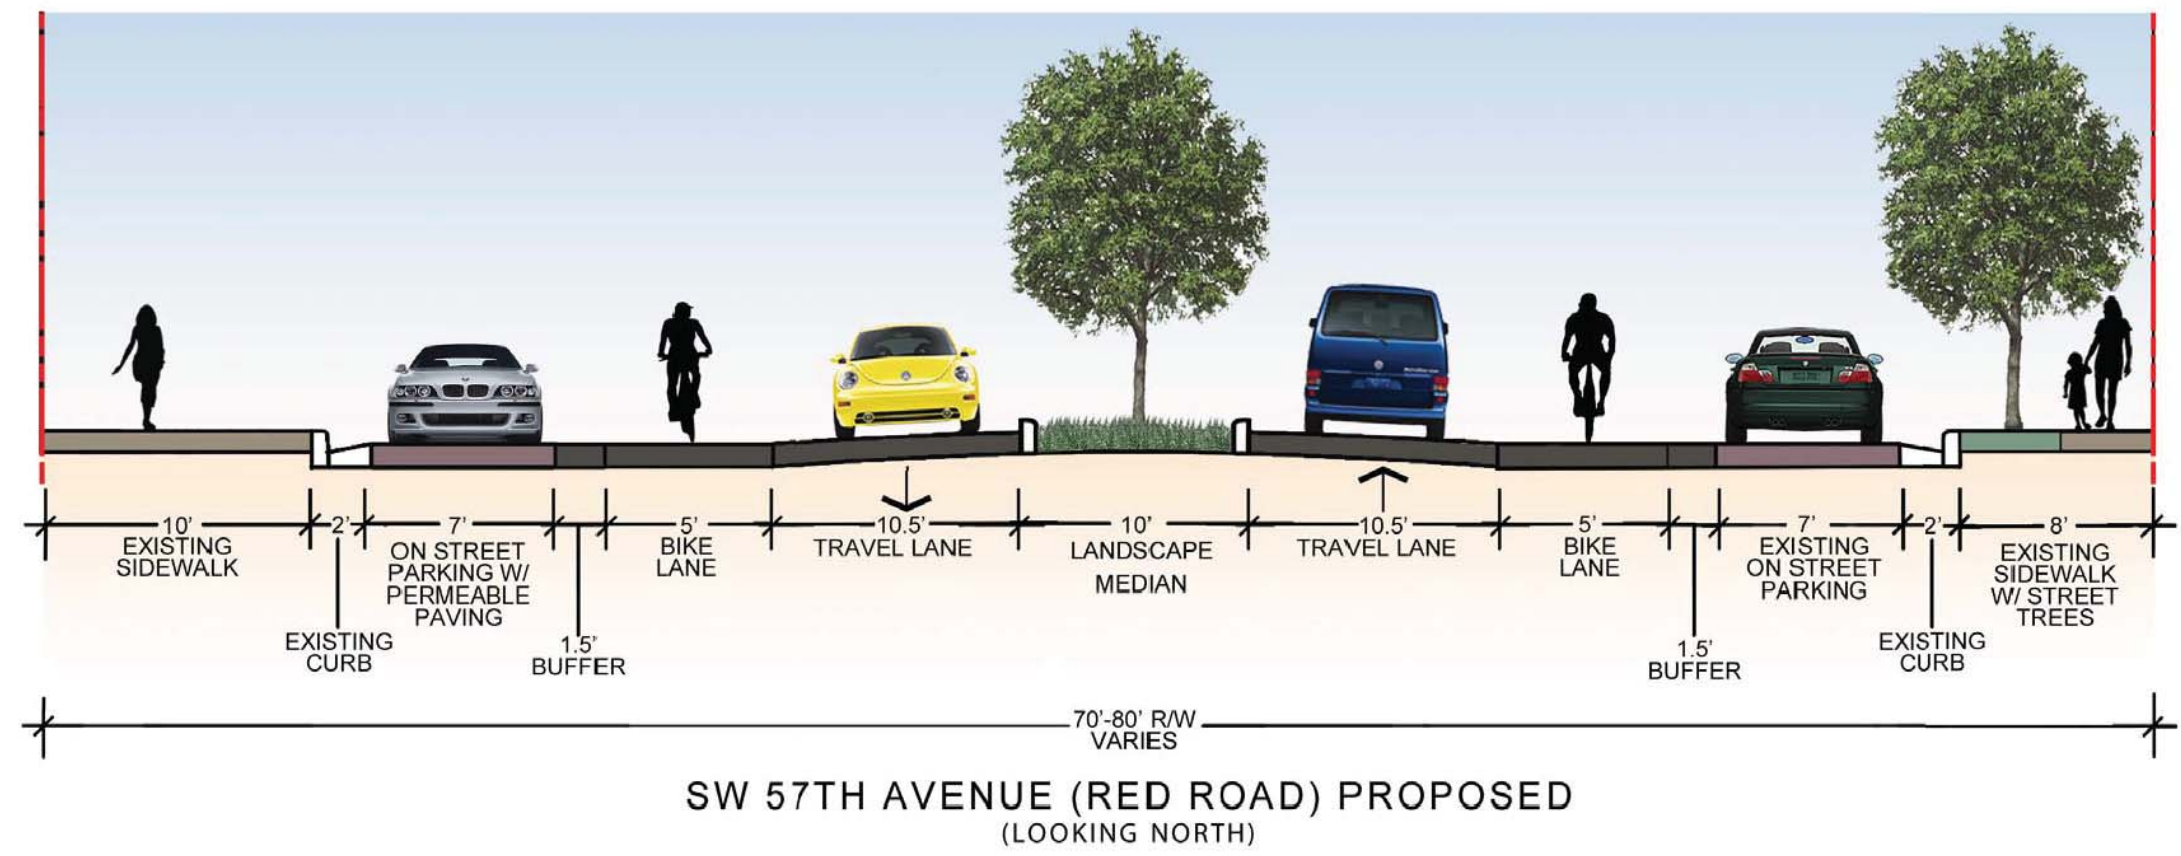 10'
EXISTING
SIDEWALK
2'
EXISTING
CURB
7'
ON STREET
PARKING W/
PERMEABLE
PAVING
1.5'
BUFFER
5'
BIKE
LANE
10.5'
TRAVEL LANE
10'
LANDSCAPE
MEDIAN
10.5'
TRAVEL LANE
5'
BIKE
LANE
1.5'
BUFFER
7'
EXISTING
ON STREET
PARKING
2'
EXISTING
CURB
8'
EXISTING
SIDEWALK
W/ STREET
TREES
70'-80' R/W
VARIES
SW 57TH AVENUE (RED ROAD) PROPOSED
(LOOKING NORTH)